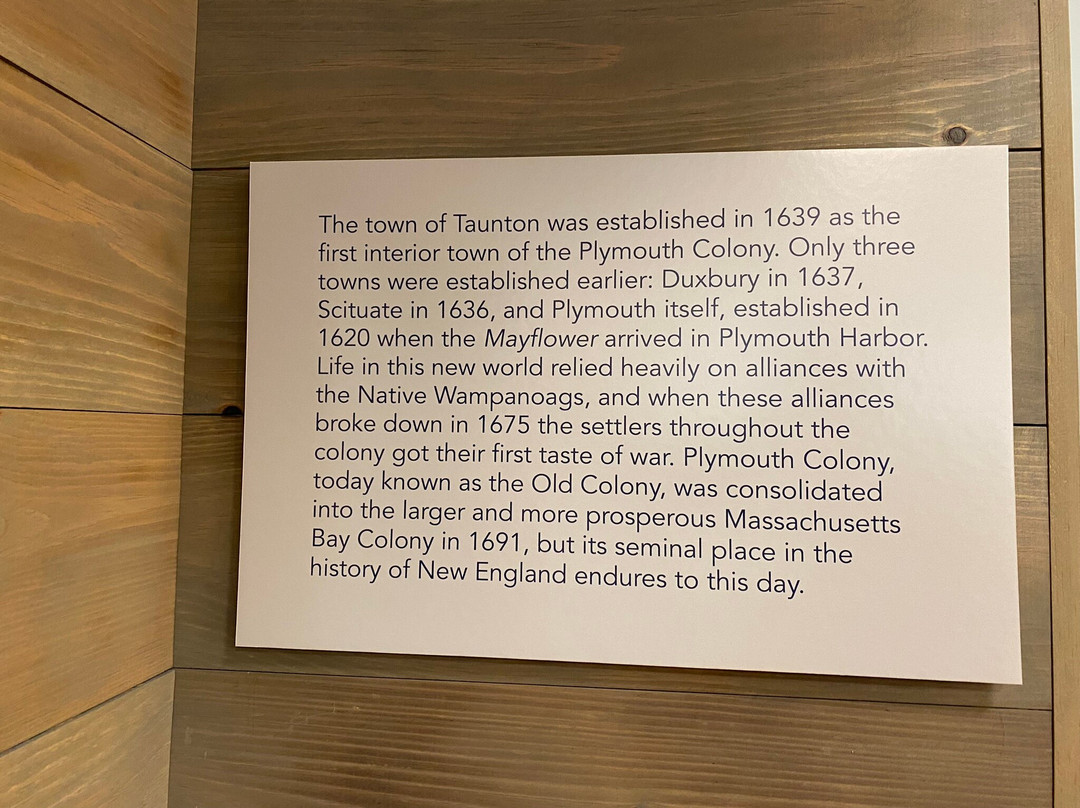 The town of Taunton was established in 1639 as the
first interior town of the Plymouth Colony. Only three
towns were established earlier: Duxbury in 1637,
Scituate in 1636, and Plymouth itself, established in
1620 when the Mayflower arrived in Plymouth Harbor.
Life in this new world relied heavily on alliances with
the Native Wampanoags, and when these alliances
broke down in 1675 the settlers throughout the
colony got their first taste of war. Plymouth Colony,
today known as the Old Colony, was consolidated
into the larger and more prosperous Massachusetts
Bay Colony in 1691, but its seminal place in the
history of New England endures to this day.